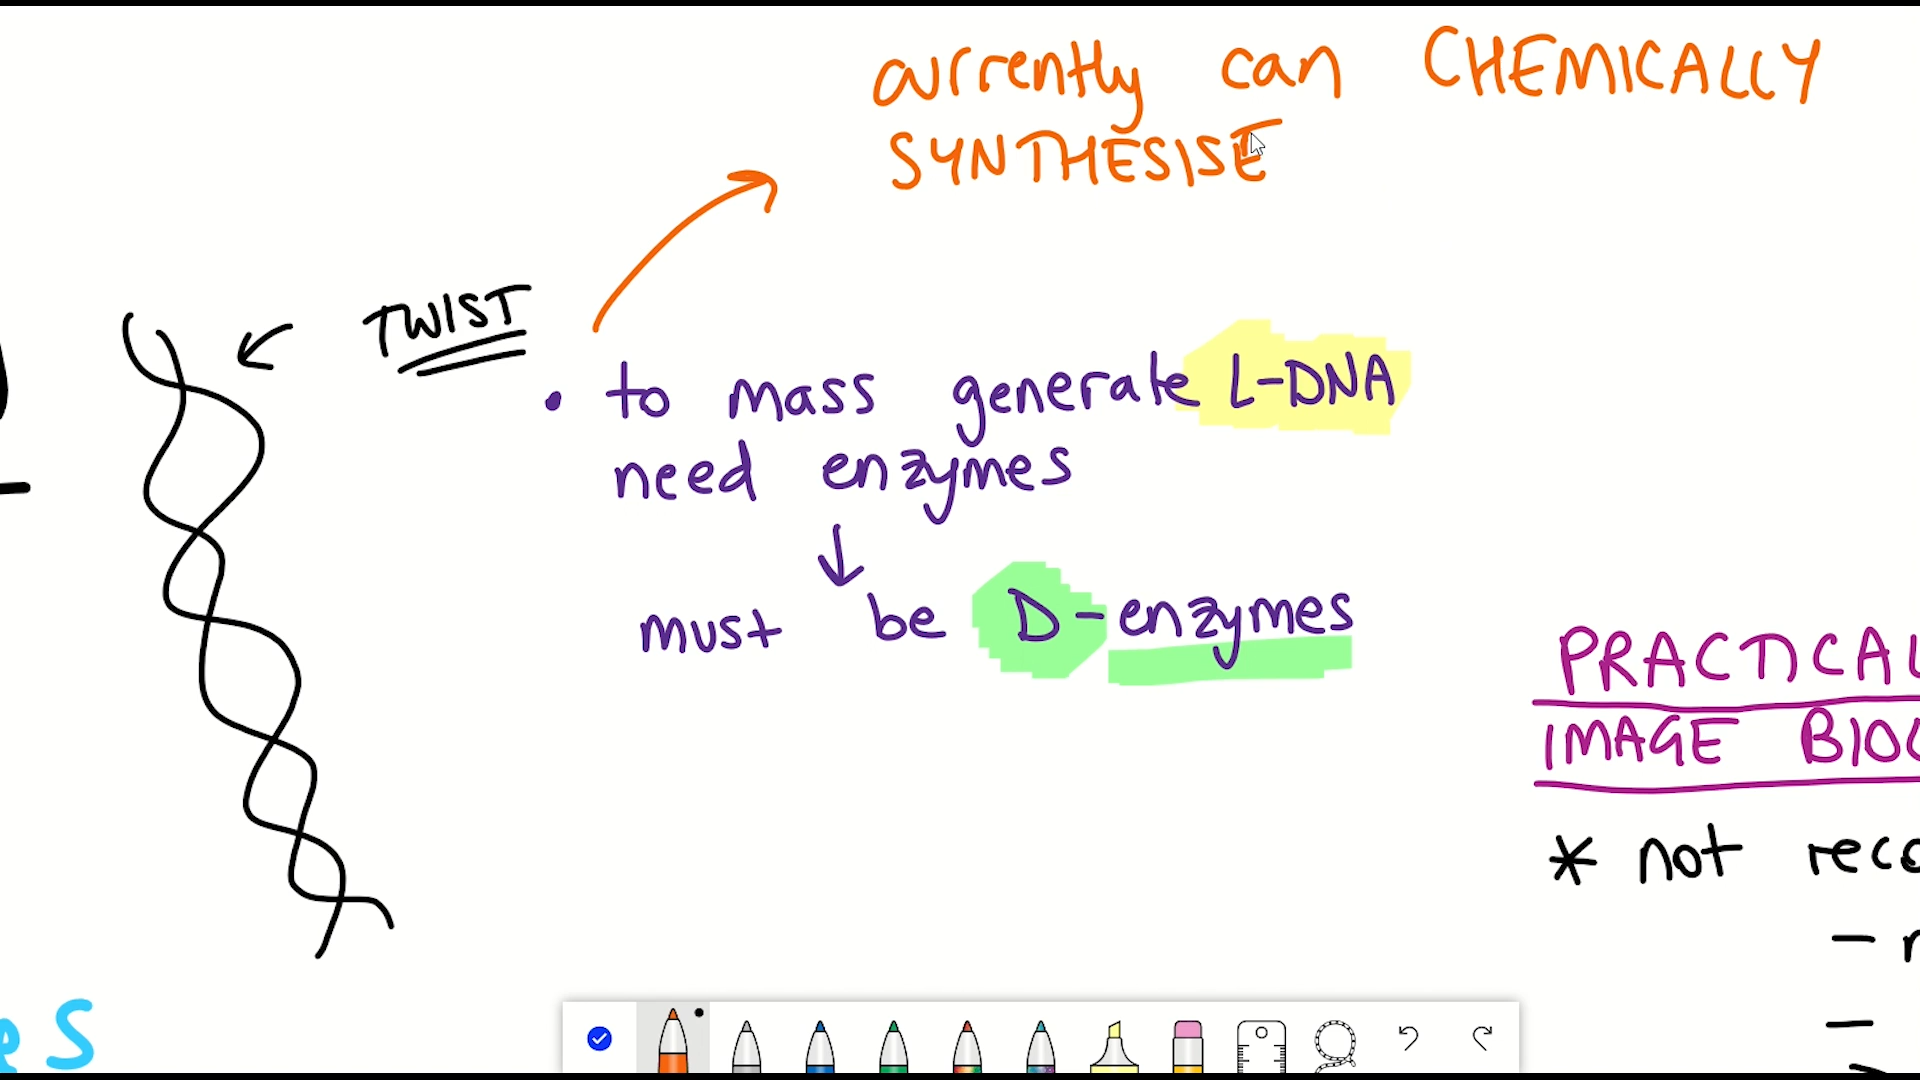 currently can CHEMICALLY
SYNTHESISE
TWIST
• to mass generate L-DNA
need enzymes
↓
must be D-enzymes
PRACTICAL
IMAGE
* not
-
-
S